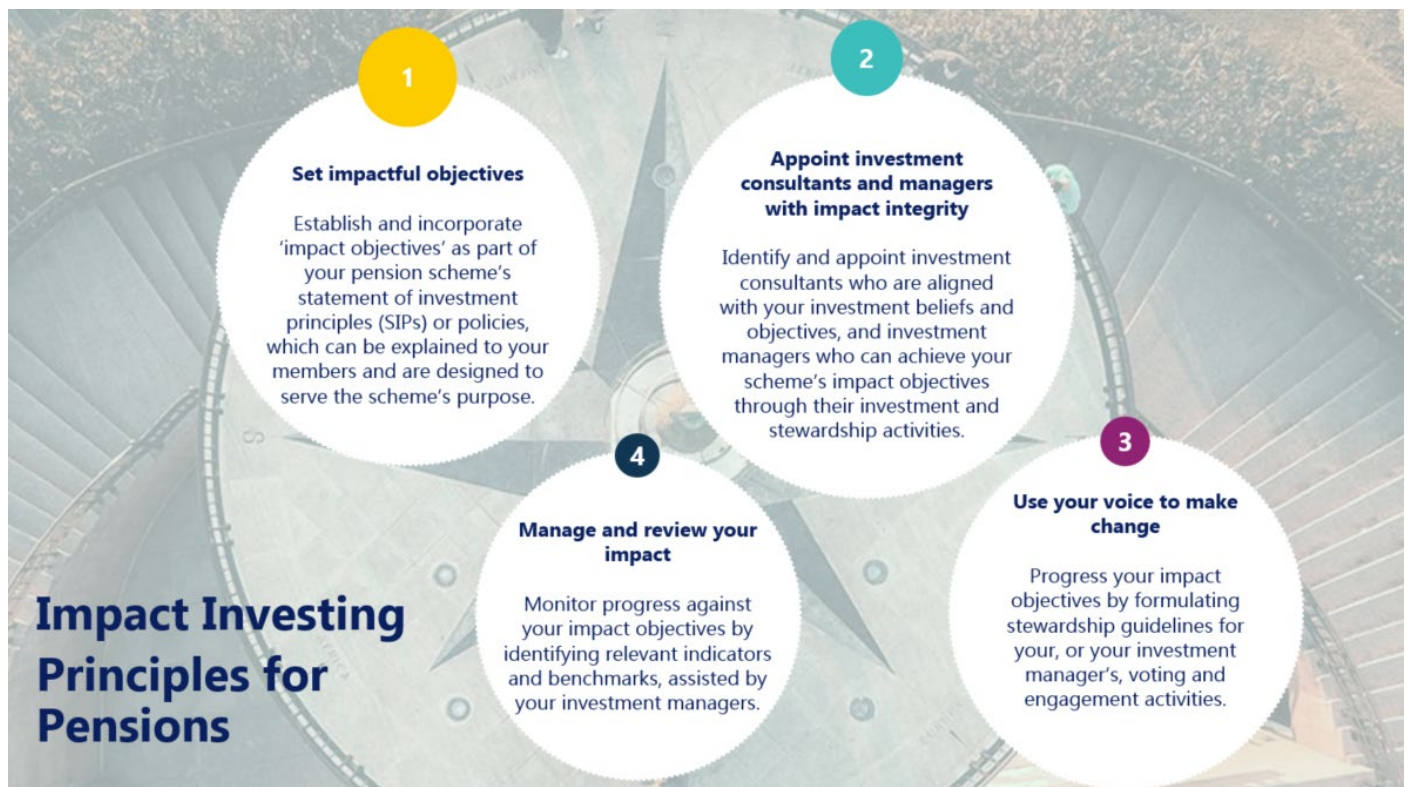 1
Set impactful objectives
Establish and incorporate
‘impact objectives’ as part of
your pension scheme’s
statement of investment
principles (SIPs) or policies,
which can be explained to your
members and are designed to
serve the scheme’s purpose.
2
Appoint investment
consultants and managers
with impact integrity
Identify and appoint investment
consultants who are aligned
with your investment beliefs and
objectives, and investment
managers who can achieve your
scheme’s impact objectives
through their investment and
stewardship activities.
3
Use your voice to make
change
Progress your impact
objectives by formulating
stewardship guidelines for
your, or your investment
manager’s, voting and
engagement activities.
4
Manage and review your
impact
Monitor progress against
your impact objectives by
identifying relevant indicators
and benchmarks, assisted by
your investment managers.
Impact Investing
Principles for
Pensions